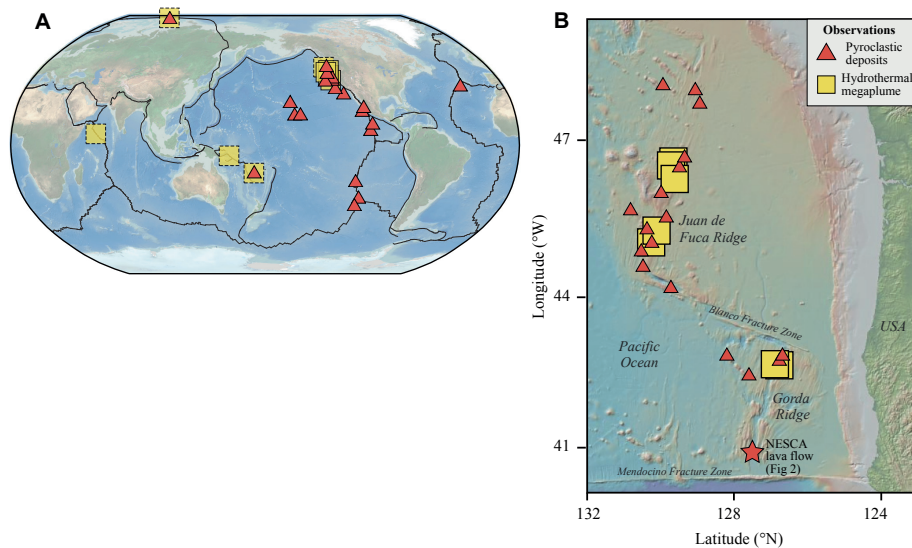 A
B
Observations
Pyroclastic
deposits
Hydrothermal
megaplume
47
44
41
Longitude (°W)
Juan de
Fuca Ridge
Blanco Fracture Zone
USA
Pacific
Ocean
Gorda
Ridge
NESCA
lava flow
(Fig 2)
Mendocino Fracture Zone
132
128
124
Latitude (°N)